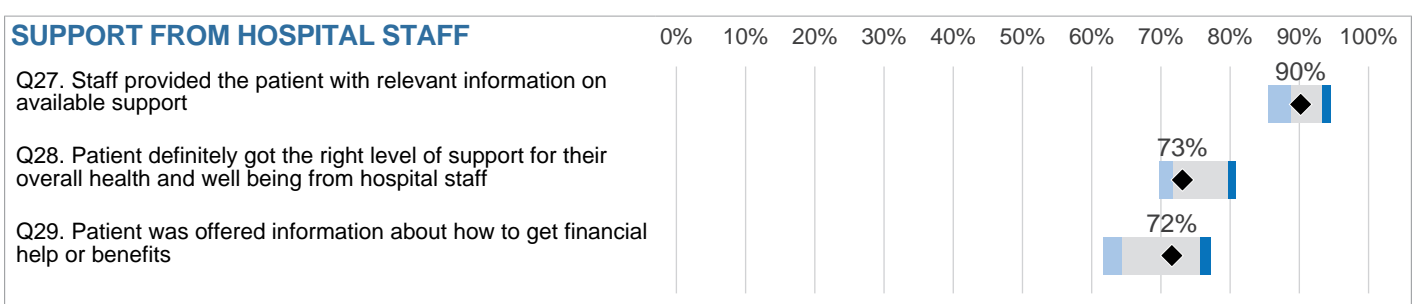 SUPPORT FROM HOSPITAL STAFF 0% 10% 20% 30% 40% 50% 60% 70% 80% 90% 100%
Q27. Staff provided the patient with relevant information on
available support
90%
Q28. Patient definitely got the right level of support for their
overall health and well being from hospital staff
73%
Q29. Patient was offered information about how to get financial
help or benefits
72%